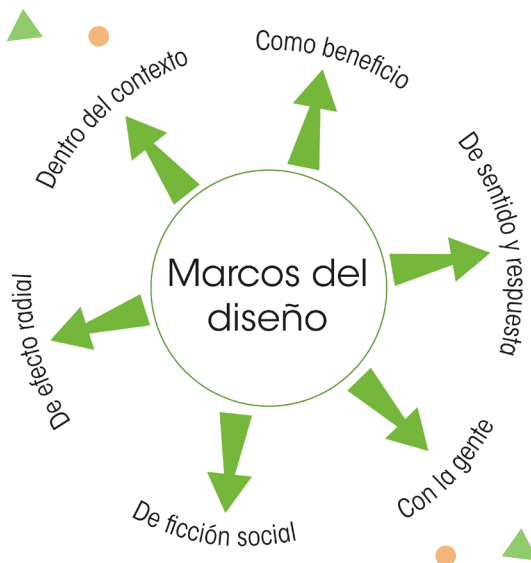 Como beneficio
Dentro del contexto
De sentido y respuesta
Marcos del
diseño
De efecto radial
Con la gente
De ficción social